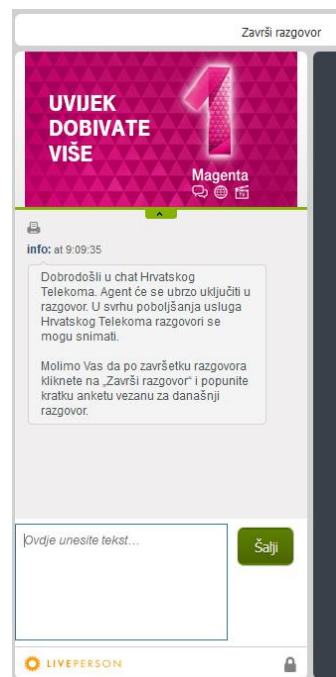 Završi razgovor
UVIJEK
DOBIVATE
VIŠE
1
Magenta
info: at 9:09:35
Dobrodošli u chat Hrvatskog
Telekoma. Agent će se ubrzo uključiti u
razgovor. U svrhu poboljšanja usluga
Hrvatskog Telekoma razgovori se
mogu snimati.
Molimo Vas da po završetku razgovora
kliknete na „Završi razgovor“ i popunite
kratku anketu vezanu za današnji
razgovor.
Ovdje unesite tekst…
Šalji
LIVEPERSON